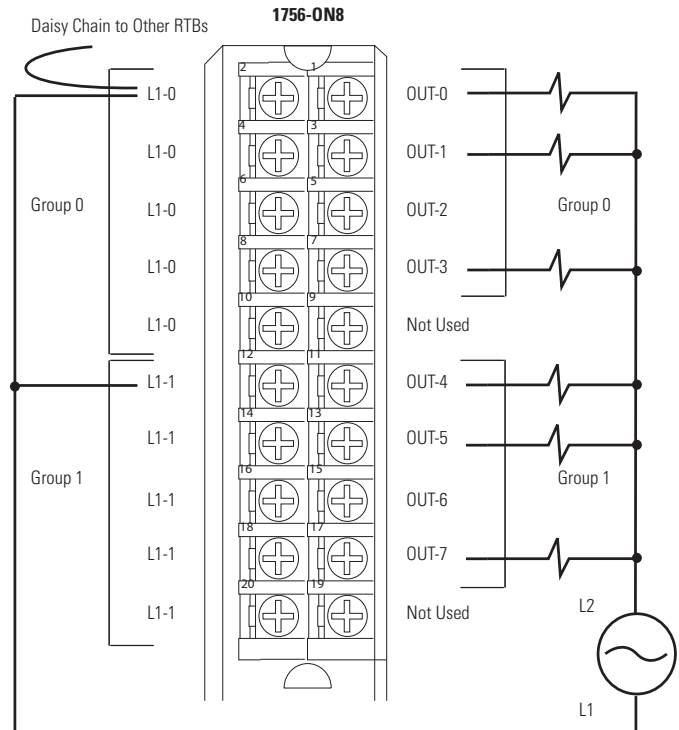 1756-ON8
Daisy Chain to Other RTBs
2 1
L1-0 OUT-0
4 3
L1-0 OUT-1
6 5
Group 0 L1-0 OUT-2 Group 0
8 7
L1-0 OUT-3
10 9
L1-0 Not Used
12 11
L1-1 OUT-4
14 13
L1-1 OUT-5
16 15
Group 1 L1-1 OUT-6 Group 1
18 17
L1-1 OUT-7
20 19
L1-1 Not Used
L2
L1